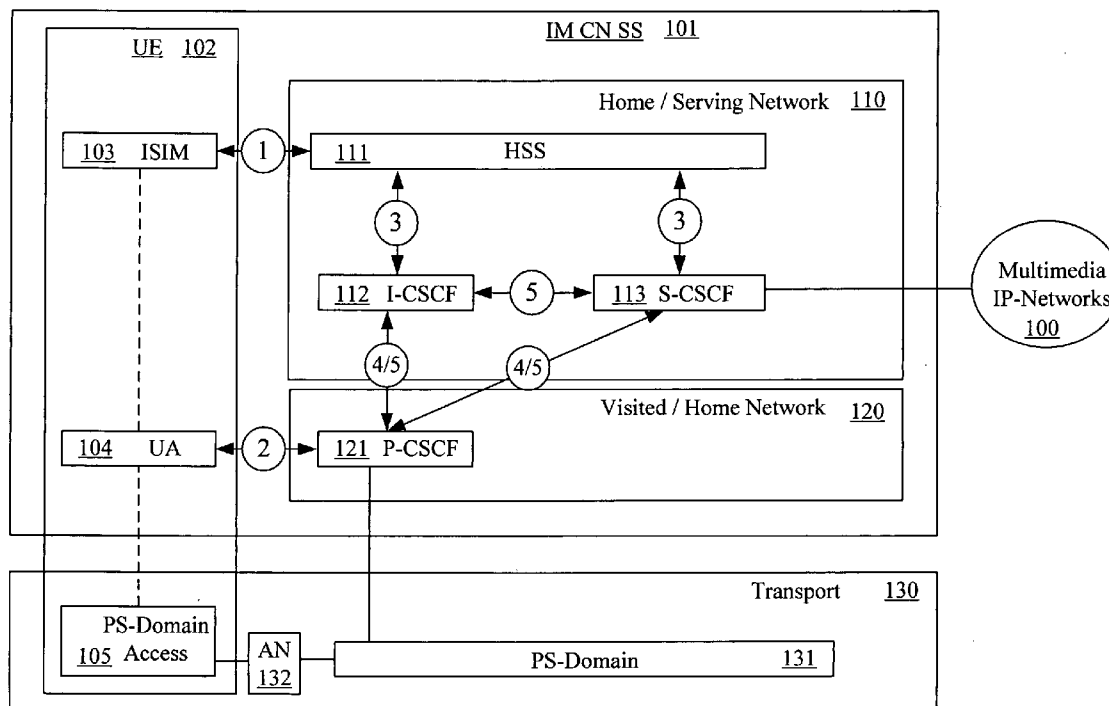 IM CN SS 101
UE 102
Home / Serving Network 110
103 ISIM
1
111 HSS
3
3
112 I-CSCF
5
113 S-CSCF
Multimedia
IP-Networks
100
4/5
4/5
Visited / Home Network 120
104 UA
2
121 P-CSCF
Transport 130
PS-Domain
105 Access
AN
132
PS-Domain 131